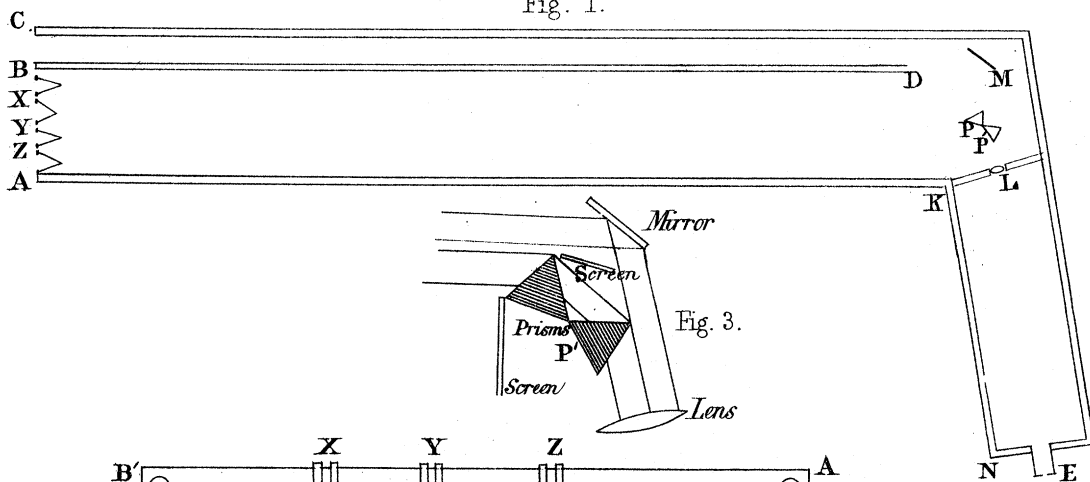 Fig. 1.
C.
B
D
M
X
Y
P
P'
Z
A
L
K
Mirror
Screen
Fig. 3.
Prisms
P'
Screen
Lens
X Y Z
B' A
N E